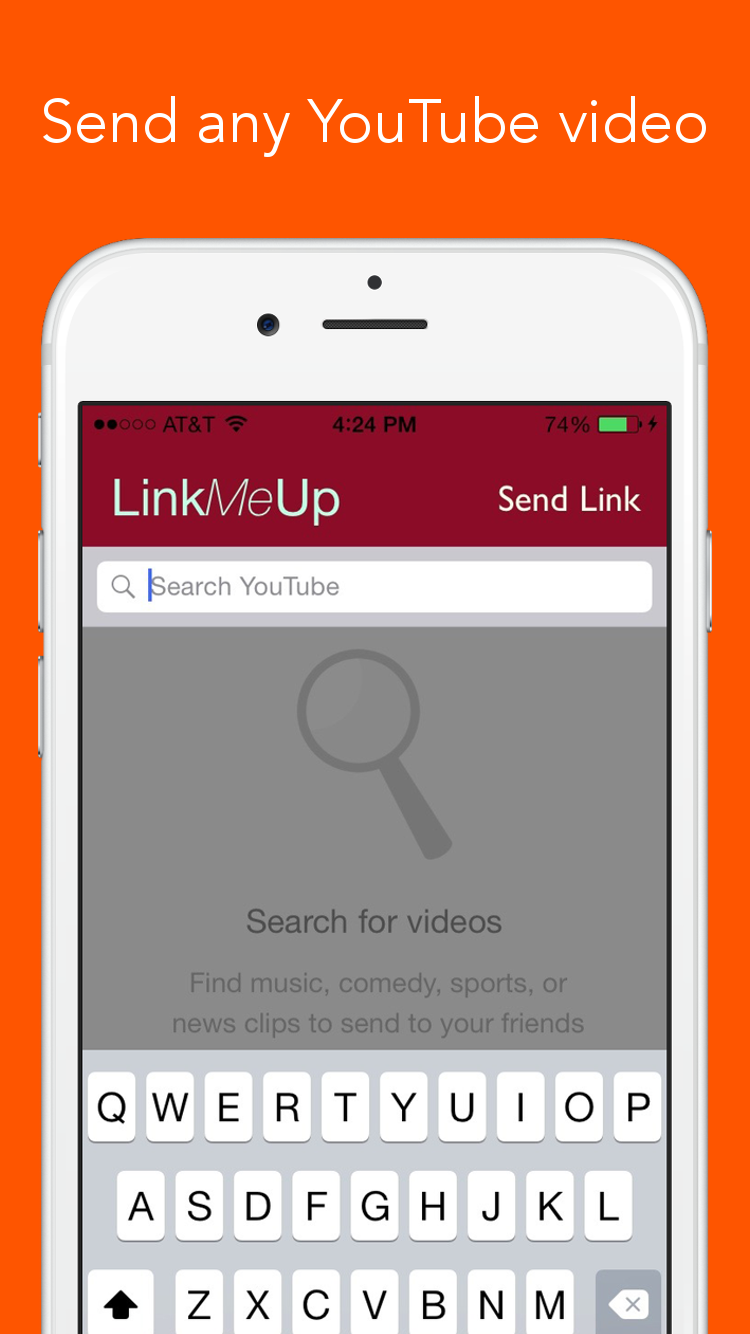 Send any YouTube video
AT&T 4:24 PM 74%
LinkMeUp Send Link
Search YouTube
Search for videos
Find music, comedy, sports, or
news clips to send to your friends
Q W E R T Y U I O P
A S D F G H J K L
Z X C V B N M